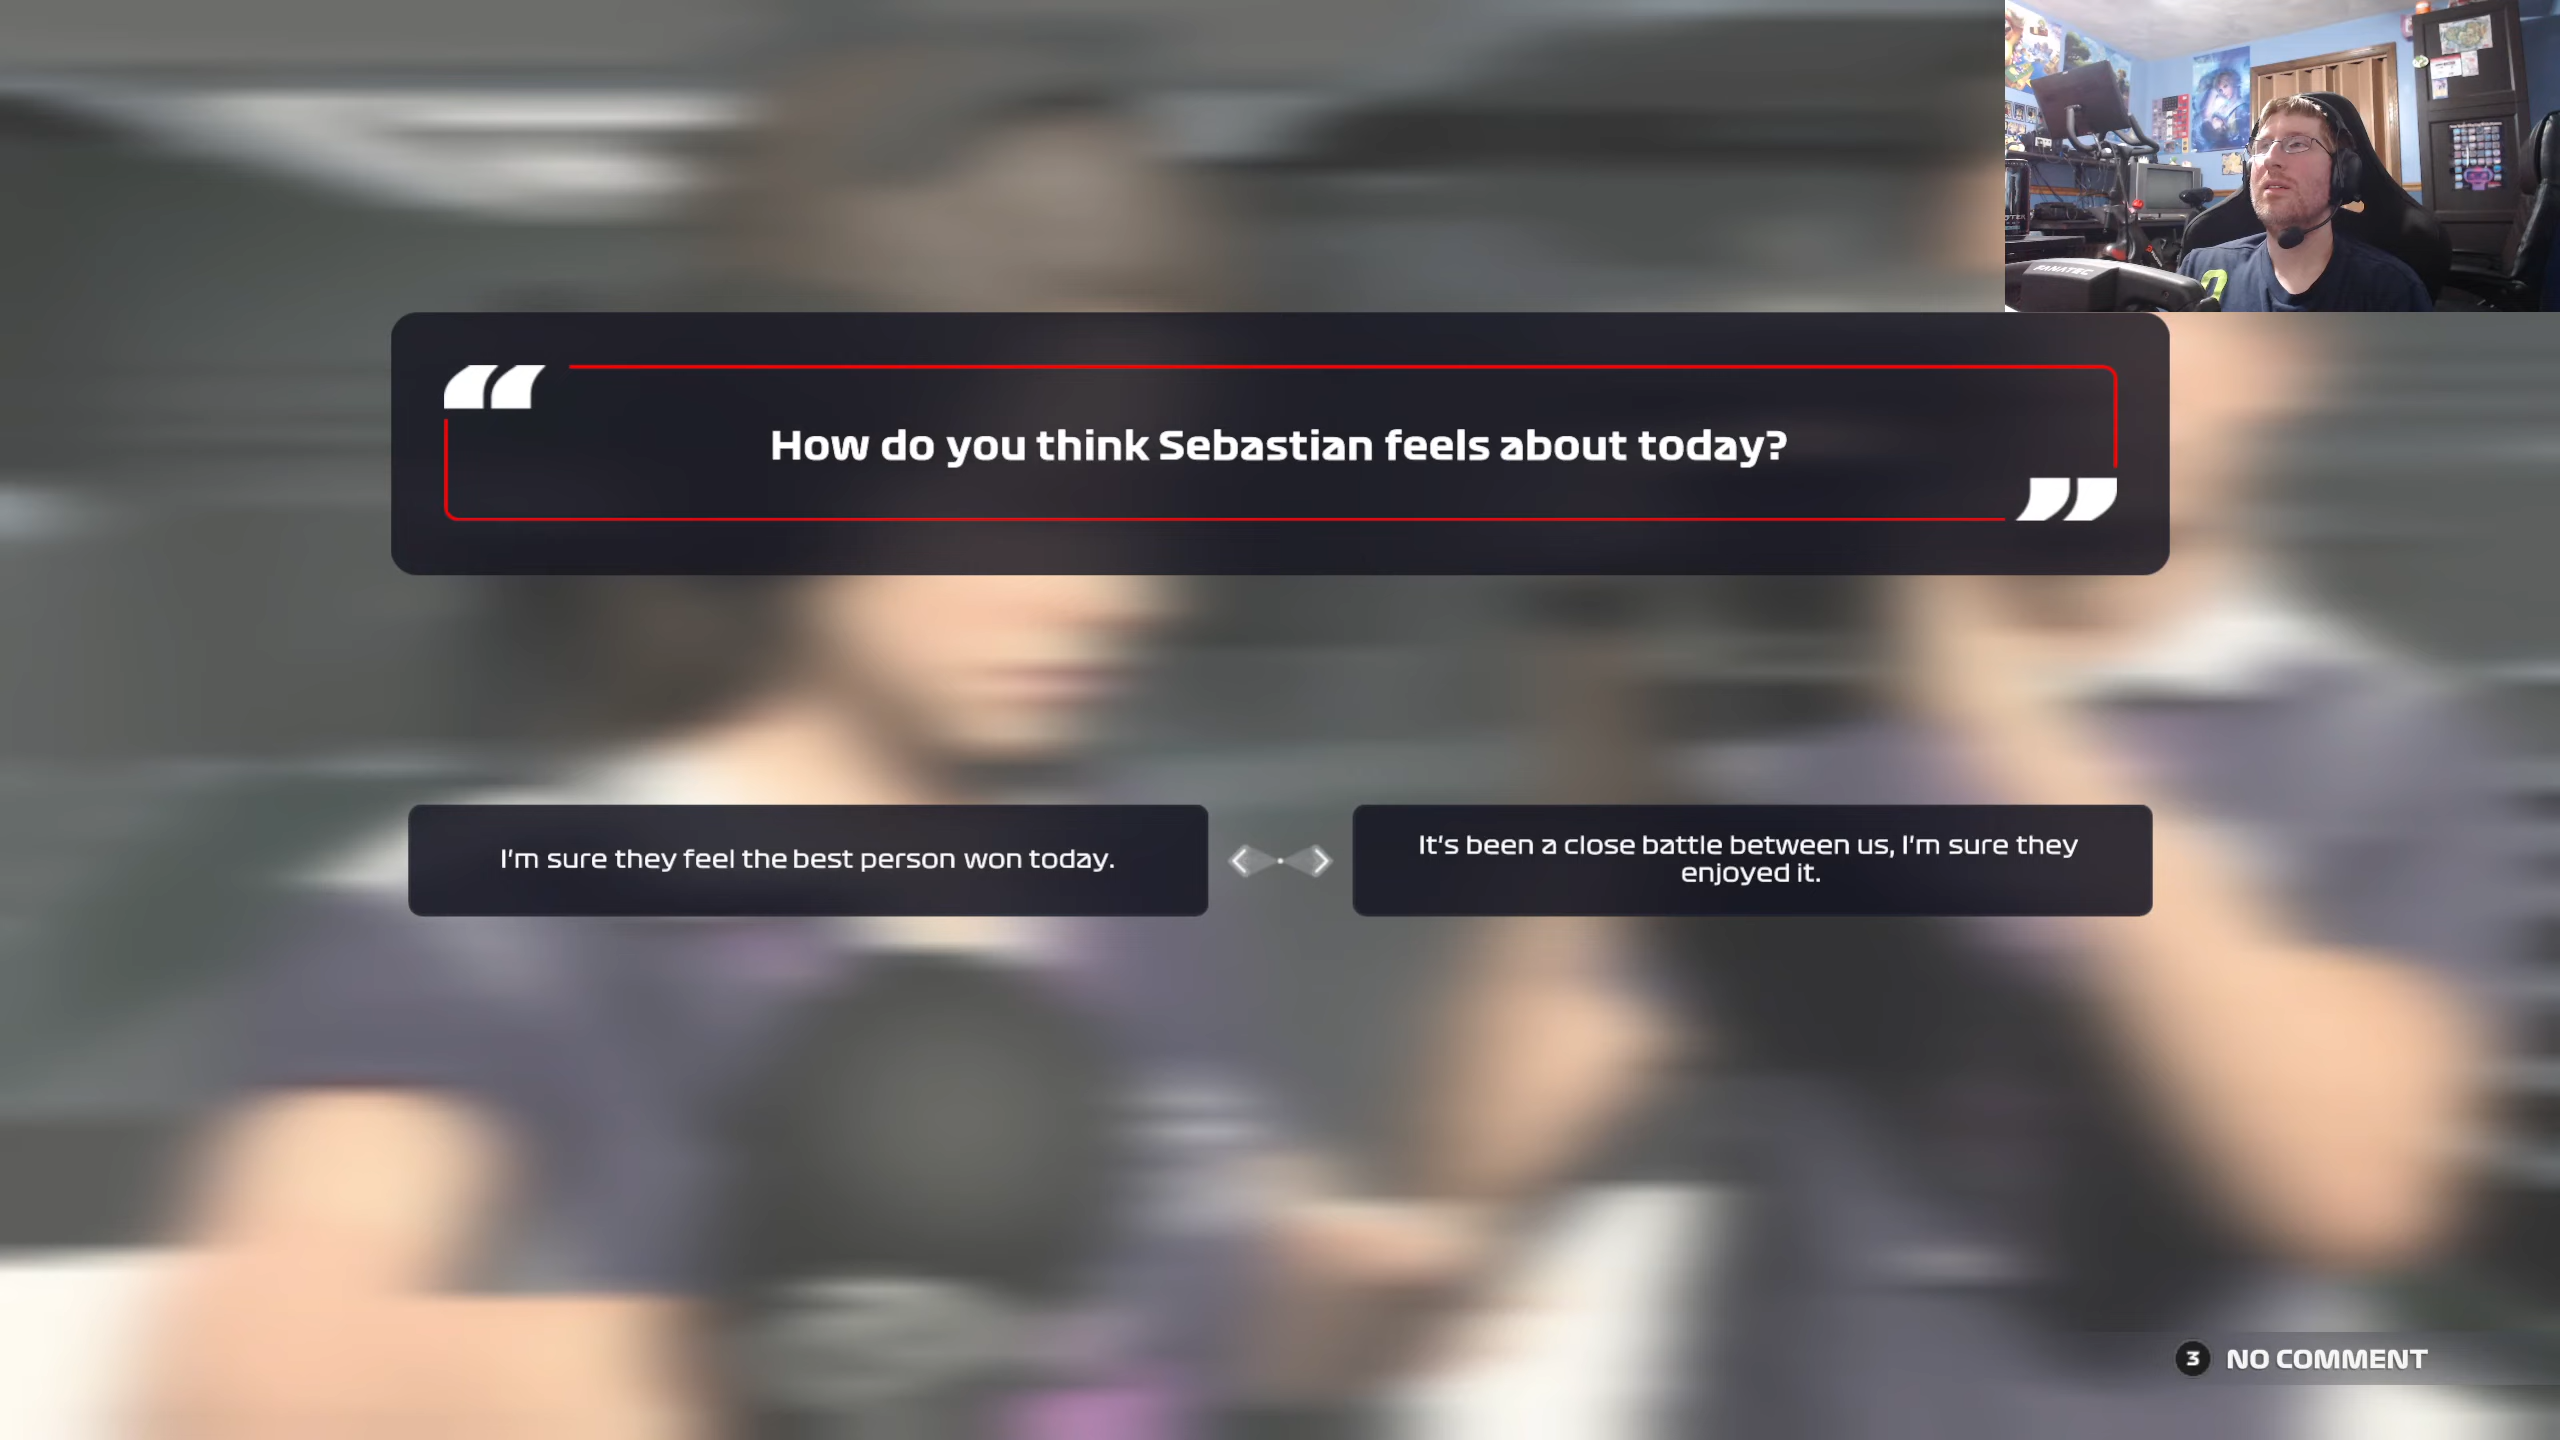 FANATEC
How do you think Sebastian feels about today?
I'm sure they feel the best person won today.
It's been a close battle between us, I'm sure they
enjoyed it.
3 NO COMMENT